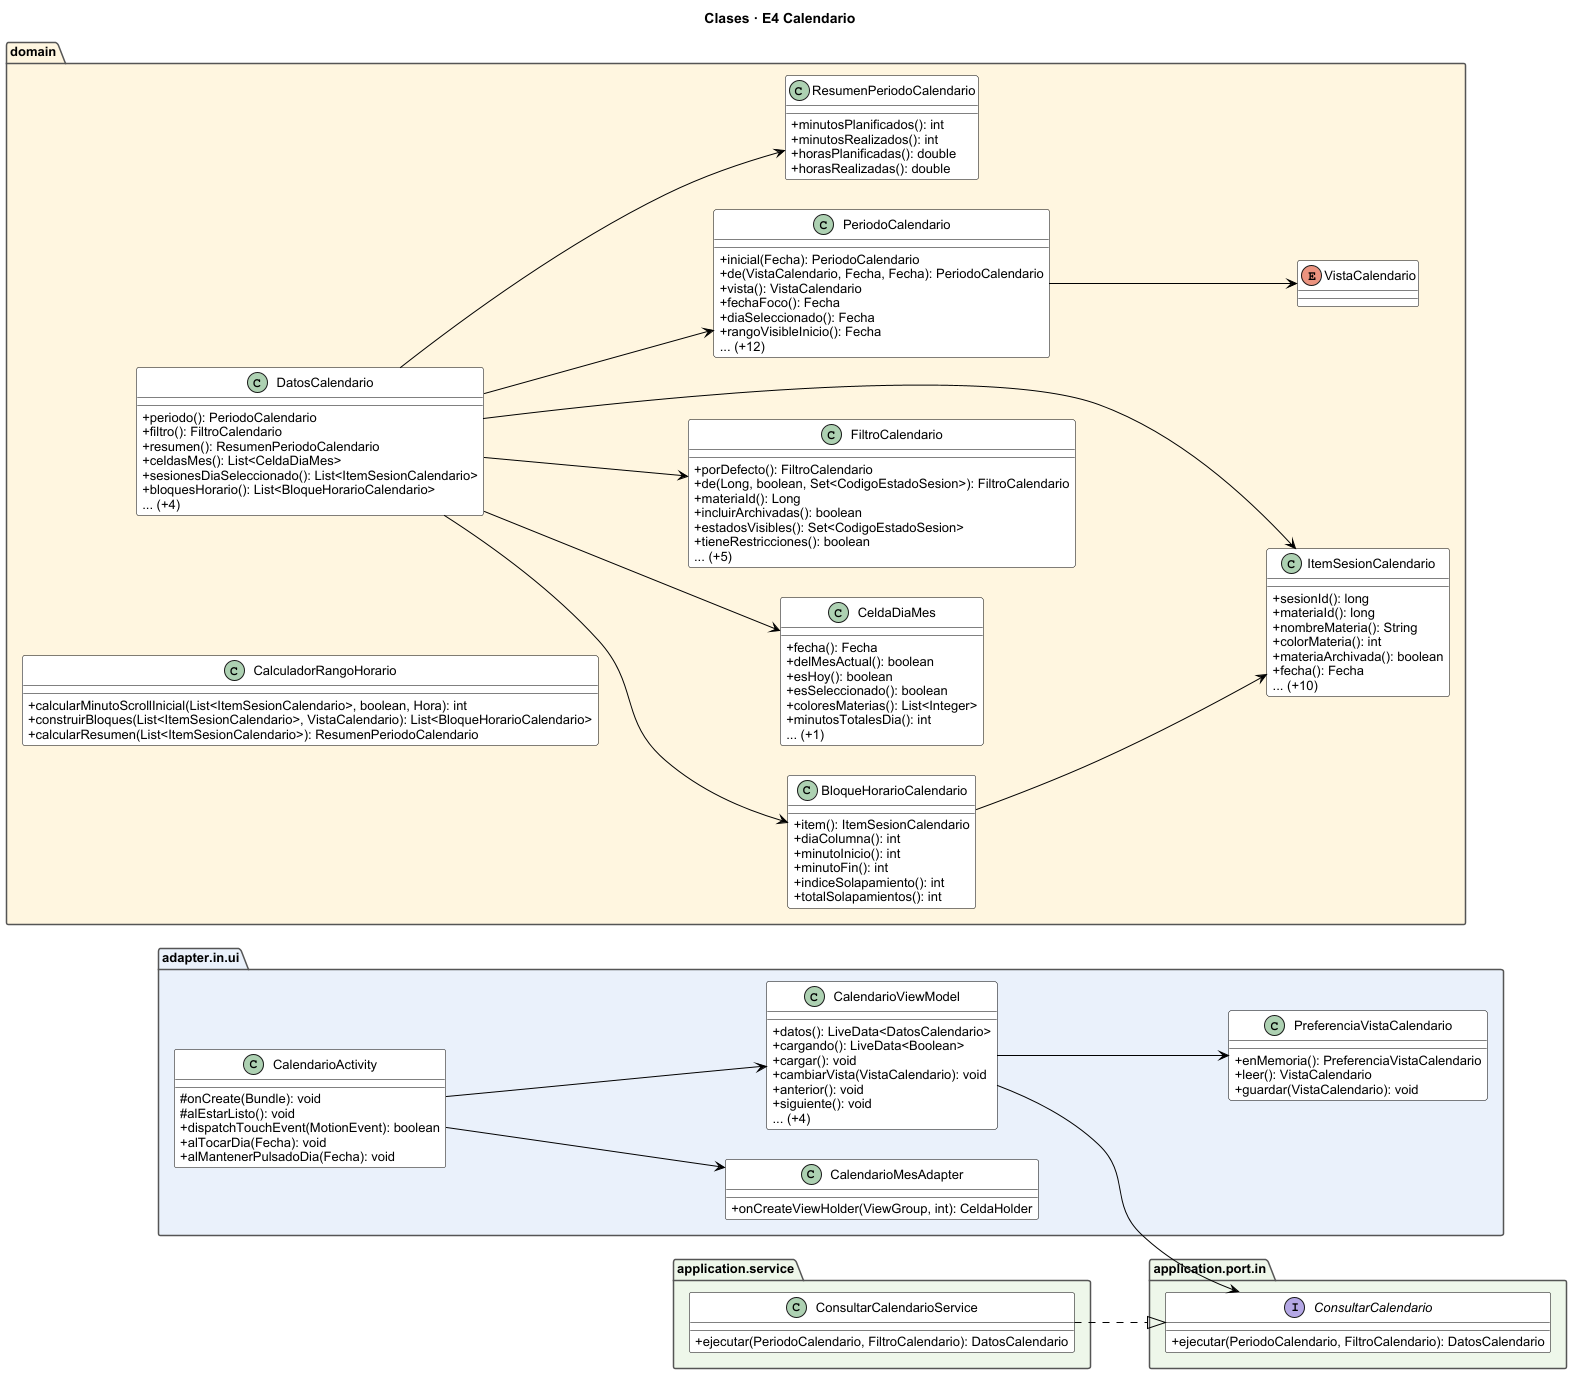 Clases · E4 Calendario
domain
C ResumenPeriodoCalendario
+minutosPlanificados(): int
+minutosRealizados(): int
+horasPlanificadas(): double
+horasRealizadas(): double
C PeriodoCalendario
+inicial(Fecha): PeriodoCalendario
+de(VistaCalendario, Fecha, Fecha): PeriodoCalendario
+vista(): VistaCalendario
+fechaFoco(): Fecha
+diaSeleccionado(): Fecha
+rangoVisibleInicio(): Fecha
... (+12)
E VistaCalendario
C DatosCalendario
+periodo(): PeriodoCalendario
+filtro(): FiltroCalendario
+resumen(): ResumenPeriodoCalendario
+celdasMes(): List<CeldaDiaMes>
+sesionesDiaSeleccionado(): List<ItemSesionCalendario>
+bloquesHorario(): List<BloqueHorarioCalendario>
... (+4)
C FiltroCalendario
+porDefecto(): FiltroCalendario
+de(Long, boolean, Set<CodigoEstadoSesion>): FiltroCalendario
+materiaId(): Long
+incluirArchivadas(): boolean
+estadosVisibles(): Set<CodigoEstadoSesion>
+tieneRestricciones(): boolean
... (+5)
C ItemSesionCalendario
+sesionId(): long
+materiaId(): long
+nombreMateria(): String
+colorMateria(): int
+materiaArchivada(): boolean
+fecha(): Fecha
... (+10)
C CeldaDiaMes
+fecha(): Fecha
+delMesActual(): boolean
+esHoy(): boolean
+esSeleccionado(): boolean
+coloresMaterias(): List<Integer>
+minutosTotalesDia(): int
... (+1)
C CalculadorRangoHorario
+calcularMinutoScrollInicial(List<ItemSesionCalendario>, boolean, Hora): int
+construirBloques(List<ItemSesionCalendario>, VistaCalendario): List<BloqueHorarioCalendario>
+calcularResumen(List<ItemSesionCalendario>): ResumenPeriodoCalendario
C BloqueHorarioCalendario
+item(): ItemSesionCalendario
+diaColumna(): int
+minutoInicio(): int
+minutoFin(): int
+indiceSolapamiento(): int
+totalSolapamientos(): int
adapter.in.ui
C CalendarioViewModel
+datos(): LiveData<DatosCalendario>
+cargando(): LiveData<Boolean>
+cargar(): void
+cambiarVista(VistaCalendario): void
+anterior(): void
+siguiente(): void
... (+4)
C PreferenciaVistaCalendario
+enMemoria(): PreferenciaVistaCalendario
+leer(): VistaCalendario
+guardar(VistaCalendario): void
C CalendarioActivity
#onCreate(Bundle): void
#alEstarListo(): void
+dispatchTouchEvent(MotionEvent): boolean
+alTocarDia(Fecha): void
+alMantenerPulsadoDia(Fecha): void
C CalendarioMesAdapter
+onCreateViewHolder(ViewGroup, int): CeldaHolder
application.service
C ConsultarCalendarioService
+ejecutar(PeriodoCalendario, FiltroCalendario): DatosCalendario
application.port.in
I ConsultarCalendario
+ejecutar(PeriodoCalendario, FiltroCalendario): DatosCalendario